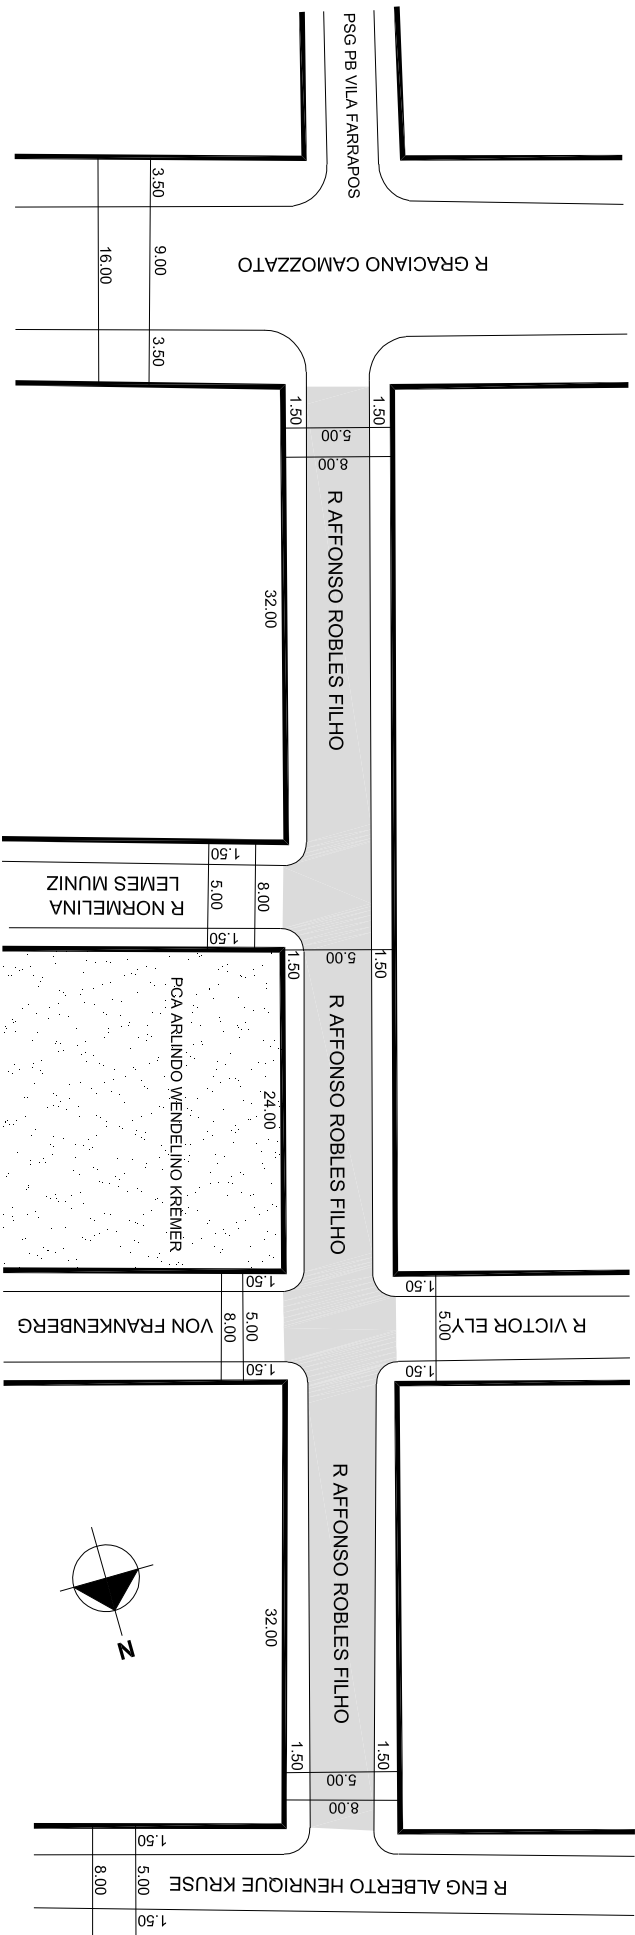 PSG PB VILA FARRAPOS
3.50
9.00
16.00
R GRACIANO CAMOZZATO
3.50
1.50
1.50
5.00
8.00
R AFFONSO ROBLES FILHO
32.00
1.50
R NORMELINA
LEMES MUNIZ
5.00
8.00
1.50
1.50
5.00
1.50
PCA ARLINDO WENDELINO KREMER
R AFFONSO ROBLES FILHO
24.00
1.50
1.50
VON FRANKENBERG
8.00
5.00
5.00
R VICTOR ELY
1.50
1.50
R AFFONSO ROBLES FILHO
N
32.00
1.50
1.50
5.00
8.00
1.50
8.00
5.00
R ENG ALBERTO HENRIQUE KRUSE
1.50